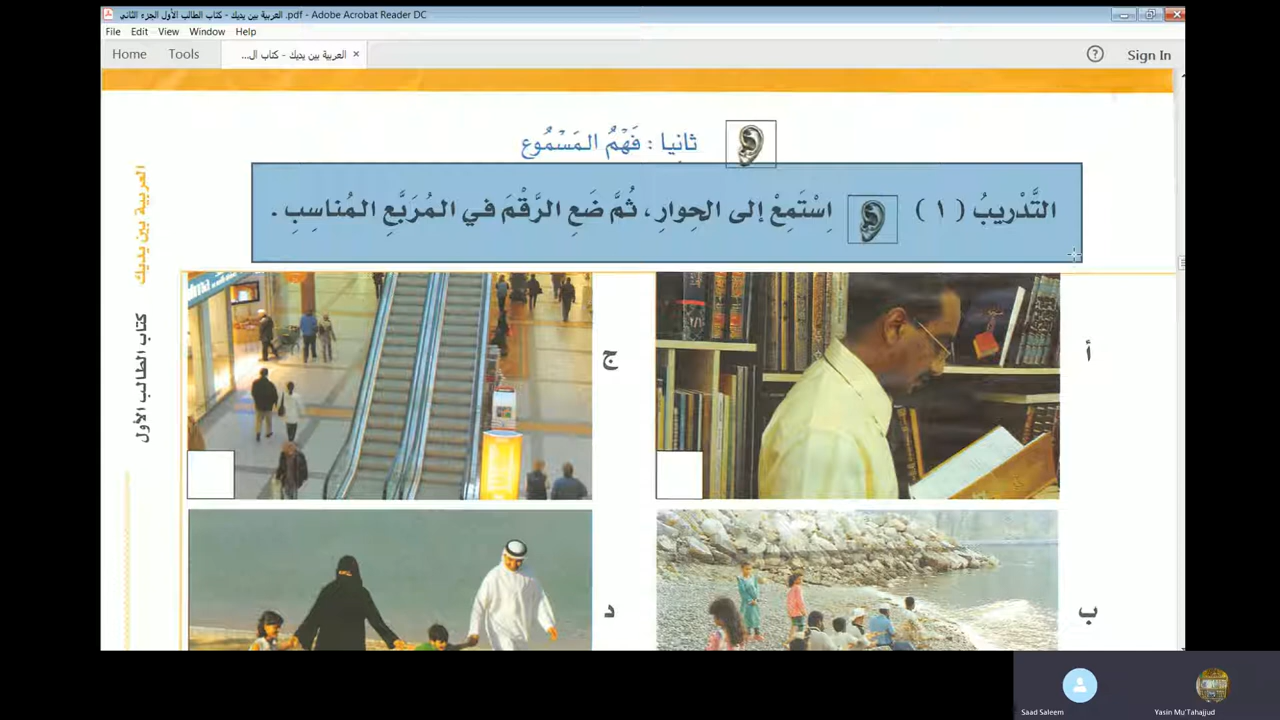 العربية بين يديك - كتاب الطالب الأول الجزء الثاني .pdf - Adobe Acrobat Reader DC
File Edit View Window Help
Home Tools العربية بين يديك - كتاب ال... × Sign In
ثانِيا : فَهْمُ المَسْمُوع
التَّدْرِيبُ ( ١ ) اِسْتَمِعْ إلى الحِوارِ ، ثُمَّ ضَعِ الرَّقْمَ في المُرَبَّعِ المُناسِبِ .
أ
ج
ب
د
العربية بين يديك
كتاب الطالب الأول
Saad Saleem
Yasin Mu'Tahajjud